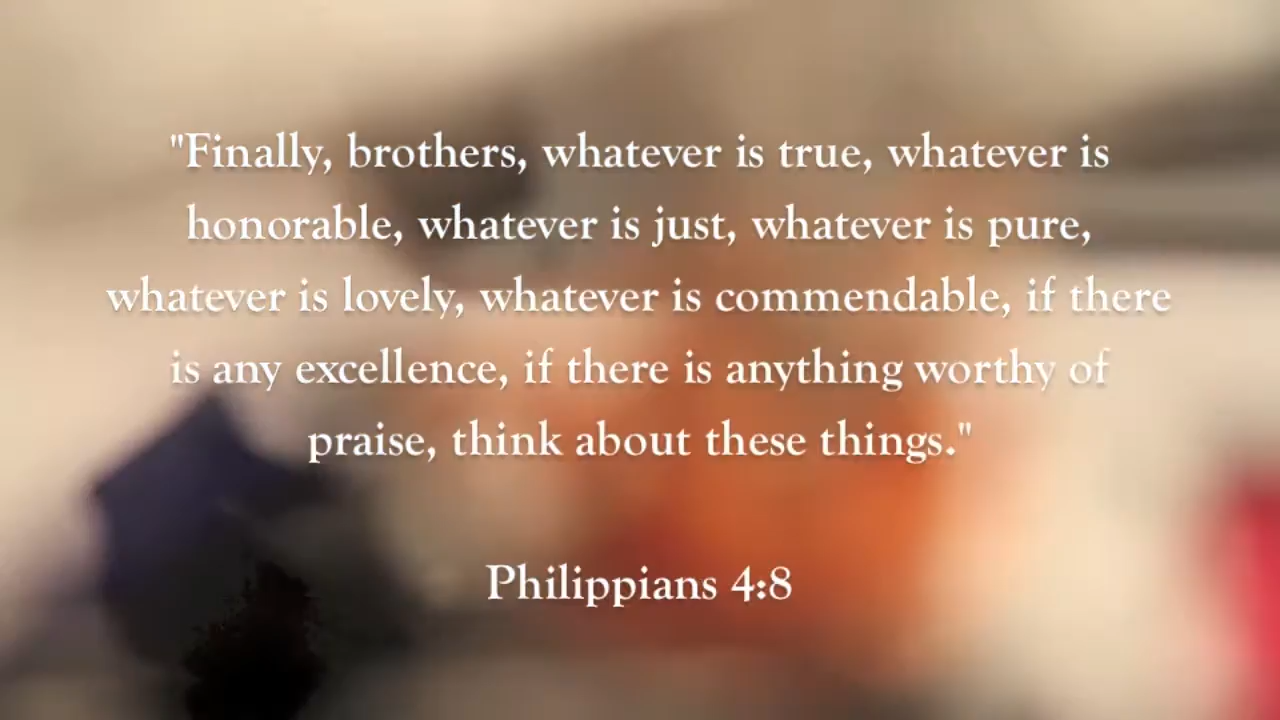 "Finally, brothers, whatever is true, whatever is
honorable, whatever is just, whatever is pure,
whatever is lovely, whatever is commendable, if there
is any excellence, if there is anything worthy of
praise, think about these things."
Philippians 4:8